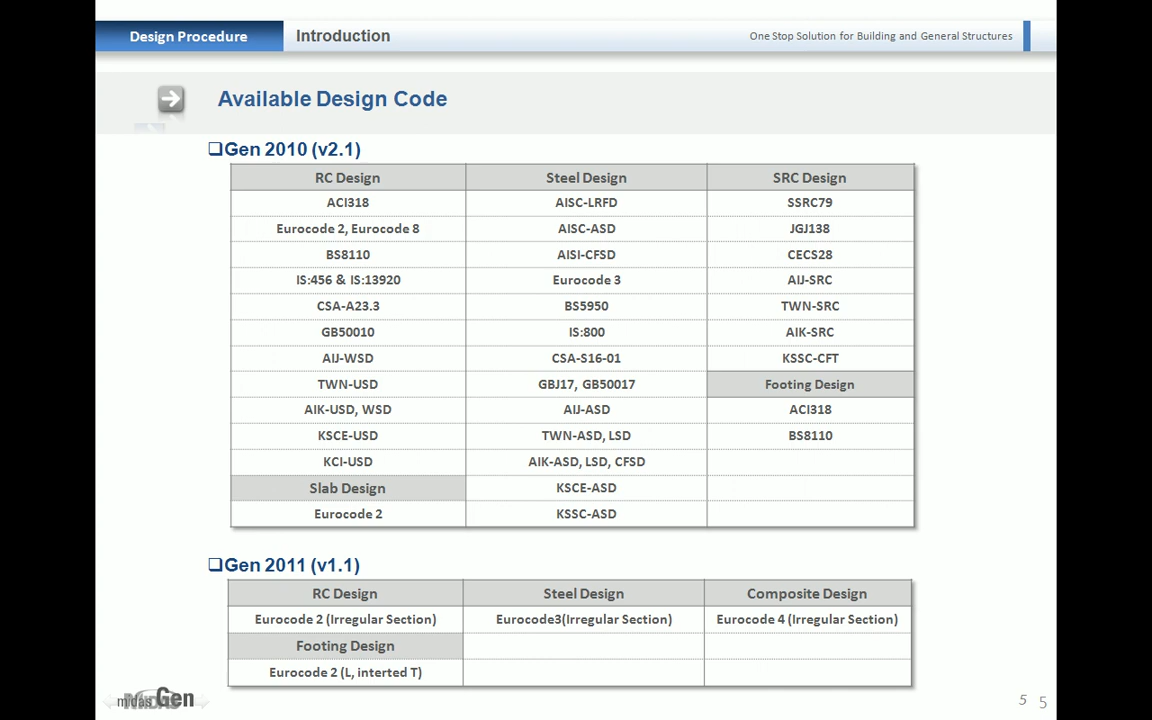 Design Procedure Introduction One Stop Solution for Building and General Structures
Available Design Code
❑Gen 2010 (v2.1)
RC Design Steel Design SRC Design
ACI318 AISC-LRFD SSRC79
Eurocode 2, Eurocode 8 AISC-ASD JGJ138
BS8110 AISI-CFSD CECS28
IS:456 & IS:13920 Eurocode 3 AIJ-SRC
CSA-A23.3 BS5950 TWN-SRC
GB50010 IS:800 AIK-SRC
AIJ-WSD CSA-S16-01 KSSC-CFT
TWN-USD GBJ17, GB50017 Footing Design
AIK-USD, WSD AIJ-ASD ACI318
KSCE-USD TWN-ASD, LSD BS8110
KCI-USD AIK-ASD, LSD, CFSD
Slab Design KSCE-ASD
Eurocode 2 KSSC-ASD
❑Gen 2011 (v1.1)
RC Design Steel Design Composite Design
Eurocode 2 (Irregular Section) Eurocode3(Irregular Section) Eurocode 4 (Irregular Section)
Footing Design
Eurocode 2 (L, interted T)
midas Gen 5 5